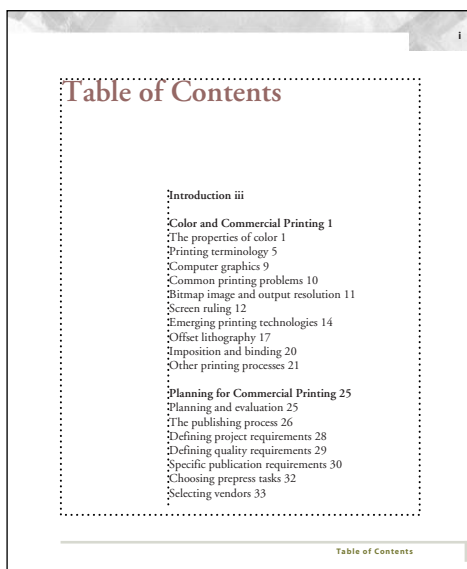 i
Table of Contents
Introduction iii
Color and Commercial Printing 1
The properties of color 1
Printing terminology 5
Computer graphics 9
Common printing problems 10
Bitmap image and output resolution 11
Screen ruling 12
Emerging printing technologies 14
Offset lithography 17
Imposition and binding 20
Other printing processes 21
Planning for Commercial Printing 25
Planning and evaluation 25
The publishing process 26
Defining project requirements 28
Defining quality requirements 29
Specific publication requirements 30
Choosing prepress tasks 32
Selecting vendors 33
Table of Contents